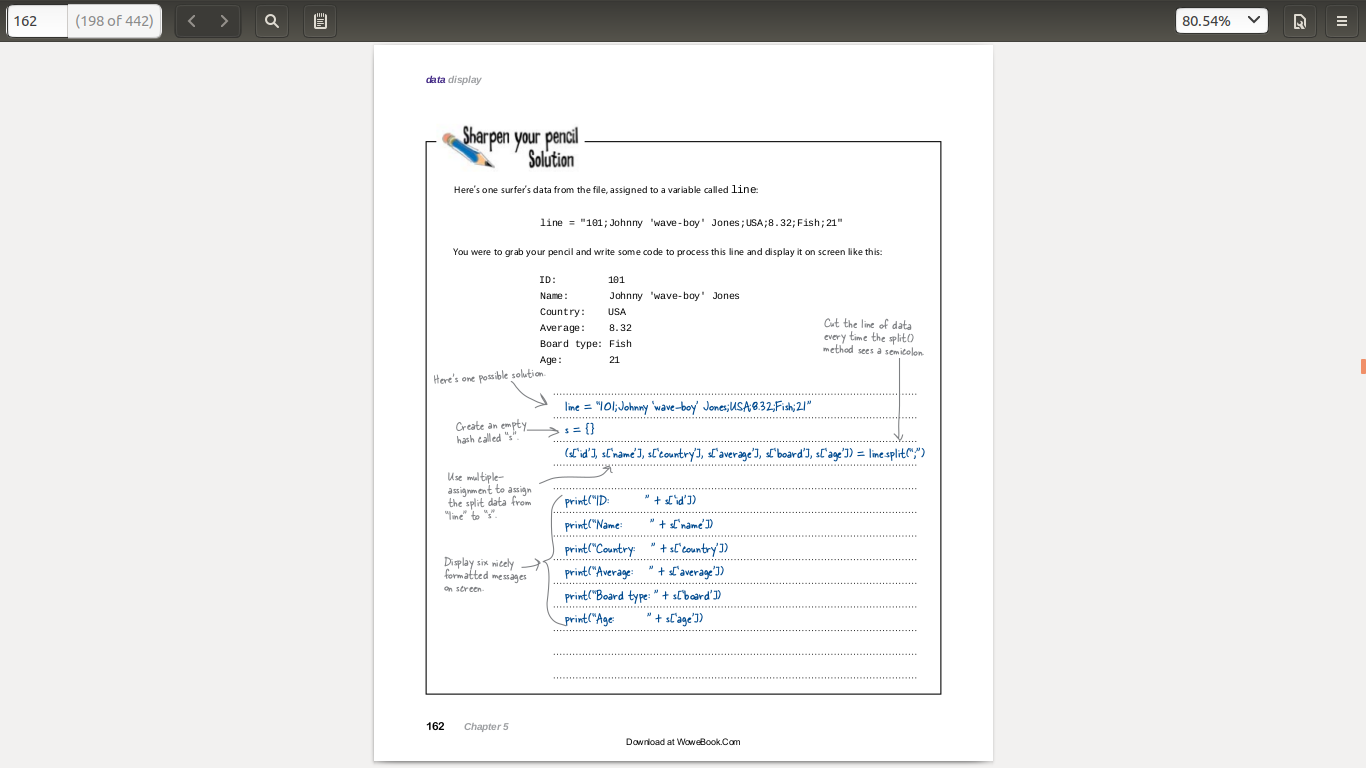 162 (198 of 442) 80.54%
data display
Sharpen your pencil
Solution
Here's one surfer's data from the file, assigned to a variable called line:
line = "101;Johnny 'wave-boy' Jones;USA;8.32;Fish;21"
You were to grab your pencil and write some code to process this line and display it on screen like this:
ID: 101
Name: Johnny 'wave-boy' Jones
Country: USA
Average: 8.32
Board type: Fish
Age: 21
Cut the line of data
every time the split()
method sees a semicolon.
Here's one possible solution.
line = "101;Johnny 'wave-boy' Jones;USA;8.32;Fish;21"
Create an empty
hash called "s".
s = {}
(s['id'], s['name'], s['country'], s['average'], s['board'], s['age']) = line.split(";")
Use multiple-
assignment to assign
the split data from
"line" to "s".
print("ID:         " + s['id'])
print("Name:       " + s['name'])
print("Country:    " + s['country'])
print("Average:    " + s['average'])
print("Board type: " + s['board'])
print("Age:        " + s['age'])
Display six nicely
formatted messages
on screen.
162 Chapter 5
Download at WoweBook.Com